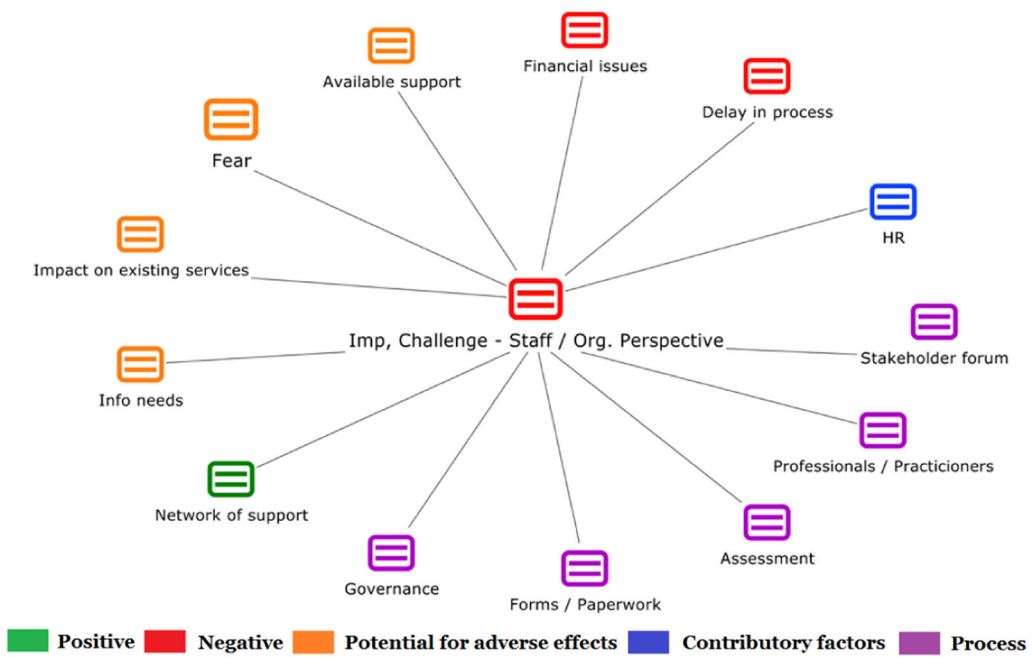 Financial issues
Available support
Delay in process
Fear
HR
Impact on existing services
Imp, Challenge - Staff / Org. Perspective
Stakeholder forum
Info needs
Professionals / Practicioners
Network of support
Assessment
Governance
Forms / Paperwork
Positive Negative Potential for adverse effects Contributory factors Process